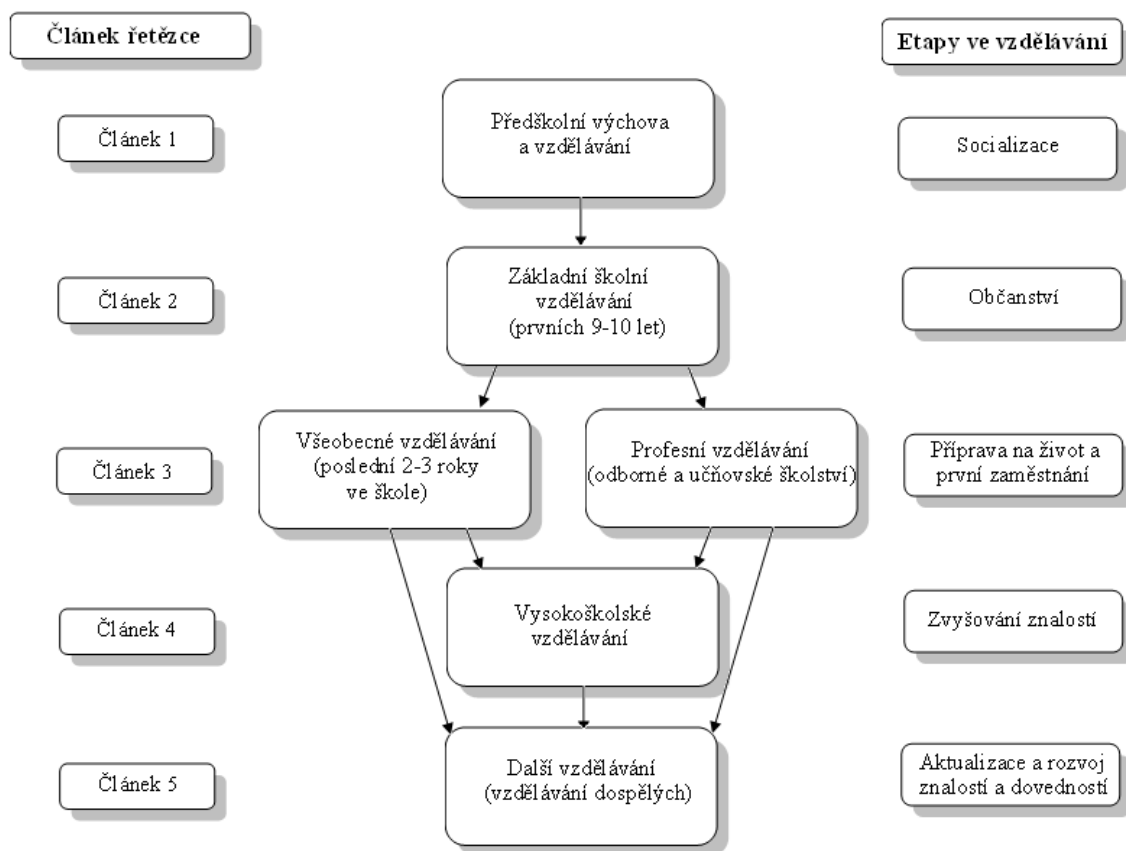 Článek řetězce
Etapy ve vzdělávání
Článek 1
Předškolní výchova
a vzdělávání
Socializace
Článek 2
Základní školní
vzdělávání
(prvních 9-10 let)
Občanství
Článek 3
Všeobecné vzdělávání
(poslední 2-3 roky
ve škole)
Profesní vzdělávání
(odborné a učňovské školství)
Příprava na život a
první zaměstnání
Článek 4
Vysokoškolské
vzdělávání
Zvyšování znalostí
Článek 5
Další vzdělávání
(vzdělávání dospělých)
Aktualizace a rozvoj
znalostí a dovedností